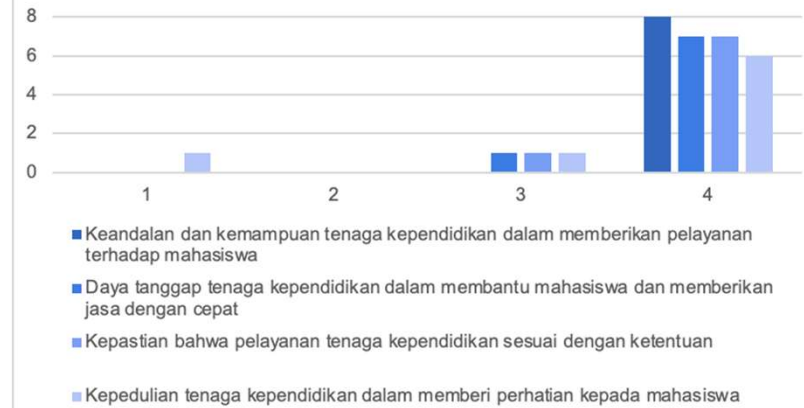 8
6
4
2
0
1 2 3 4
Keandalan dan kemampuan tenaga kependidikan dalam memberikan pelayanan
terhadap mahasiswa
Daya tanggap tenaga kependidikan dalam membantu mahasiswa dan memberikan
jasa dengan cepat
Kepastian bahwa pelayanan tenaga kependidikan sesuai dengan ketentuan
Kepedulian tenaga kependidikan dalam memberi perhatian kepada mahasiswa